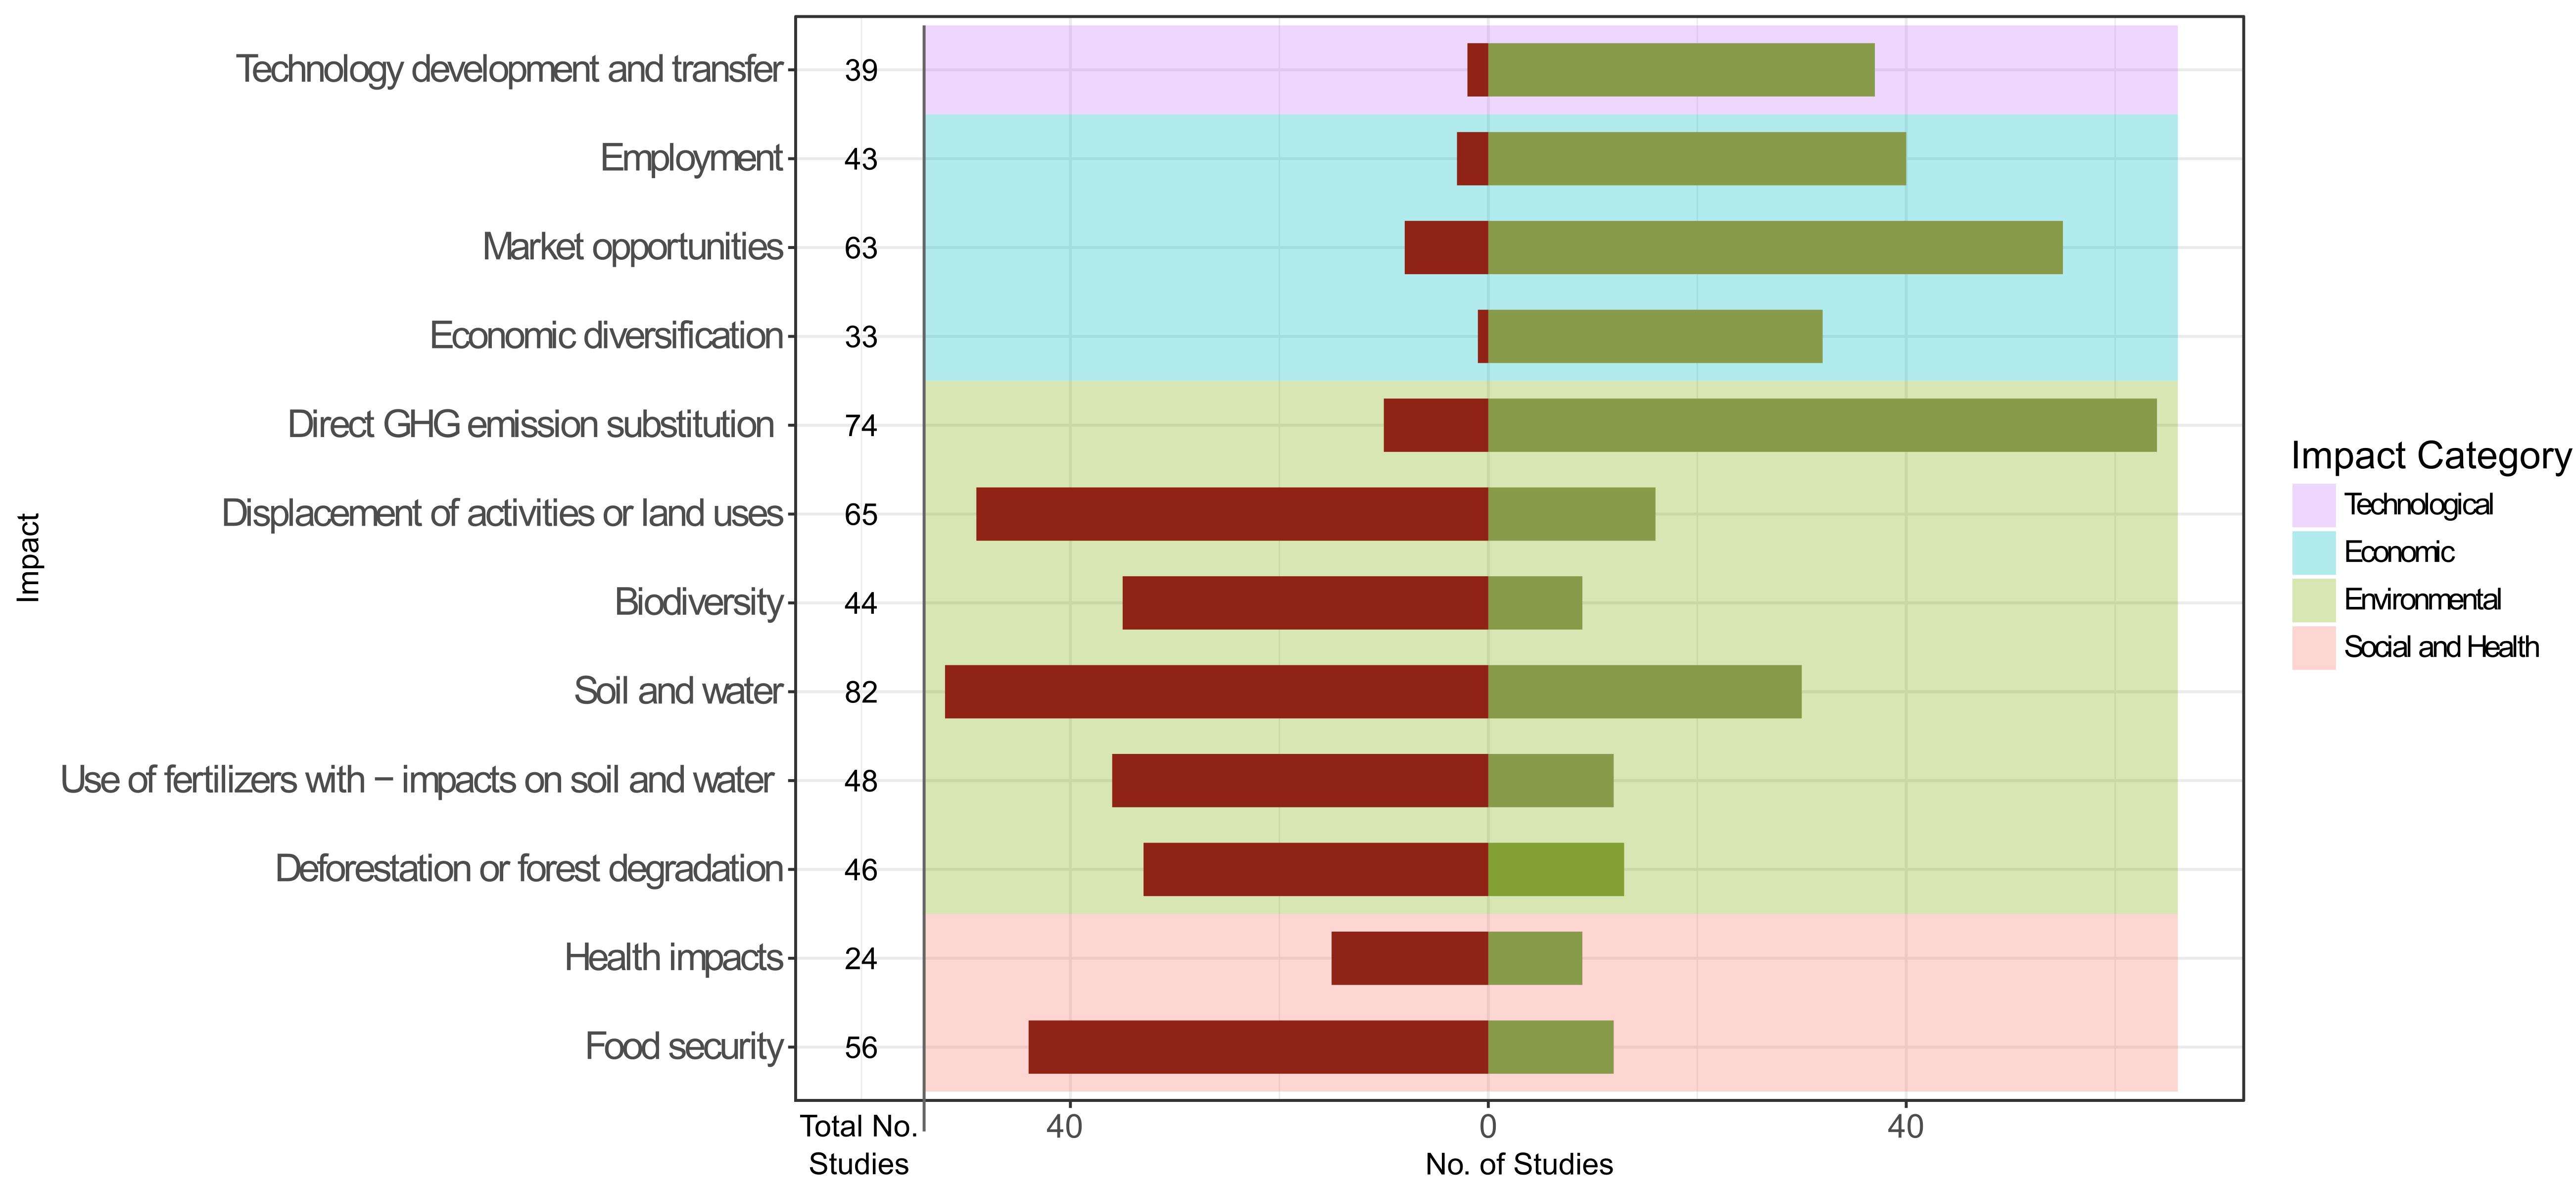 Technology development and transfer 39
Employment 43
Market opportunities 63
Economic diversification 33
Direct GHG emission substitution 74
Displacement of activities or land uses 65
Biodiversity 44
Soil and water 82
Use of fertilizers with − impacts on soil and water 48
Deforestation or forest degradation 46
Health impacts 24
Food security 56
Impact
Total No.
Studies
40 0 40
No. of Studies
Impact Category
Technological
Economic
Environmental
Social and Health